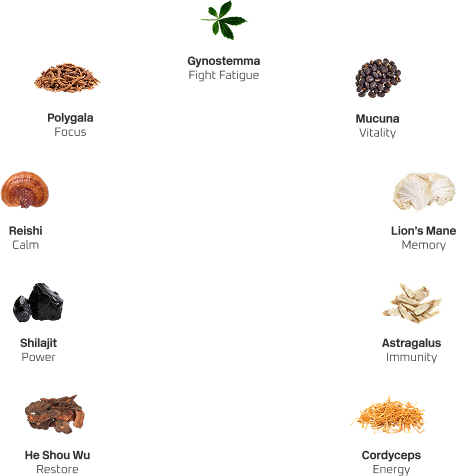 Gynostemma
Fight Fatigue
Polygala
Focus
Mucuna
Vitality
Reishi
Calm
Lion's Mane
Memory
Shilajit
Power
Astragalus
Immunity
He Shou Wu
Restore
Cordyceps
Energy